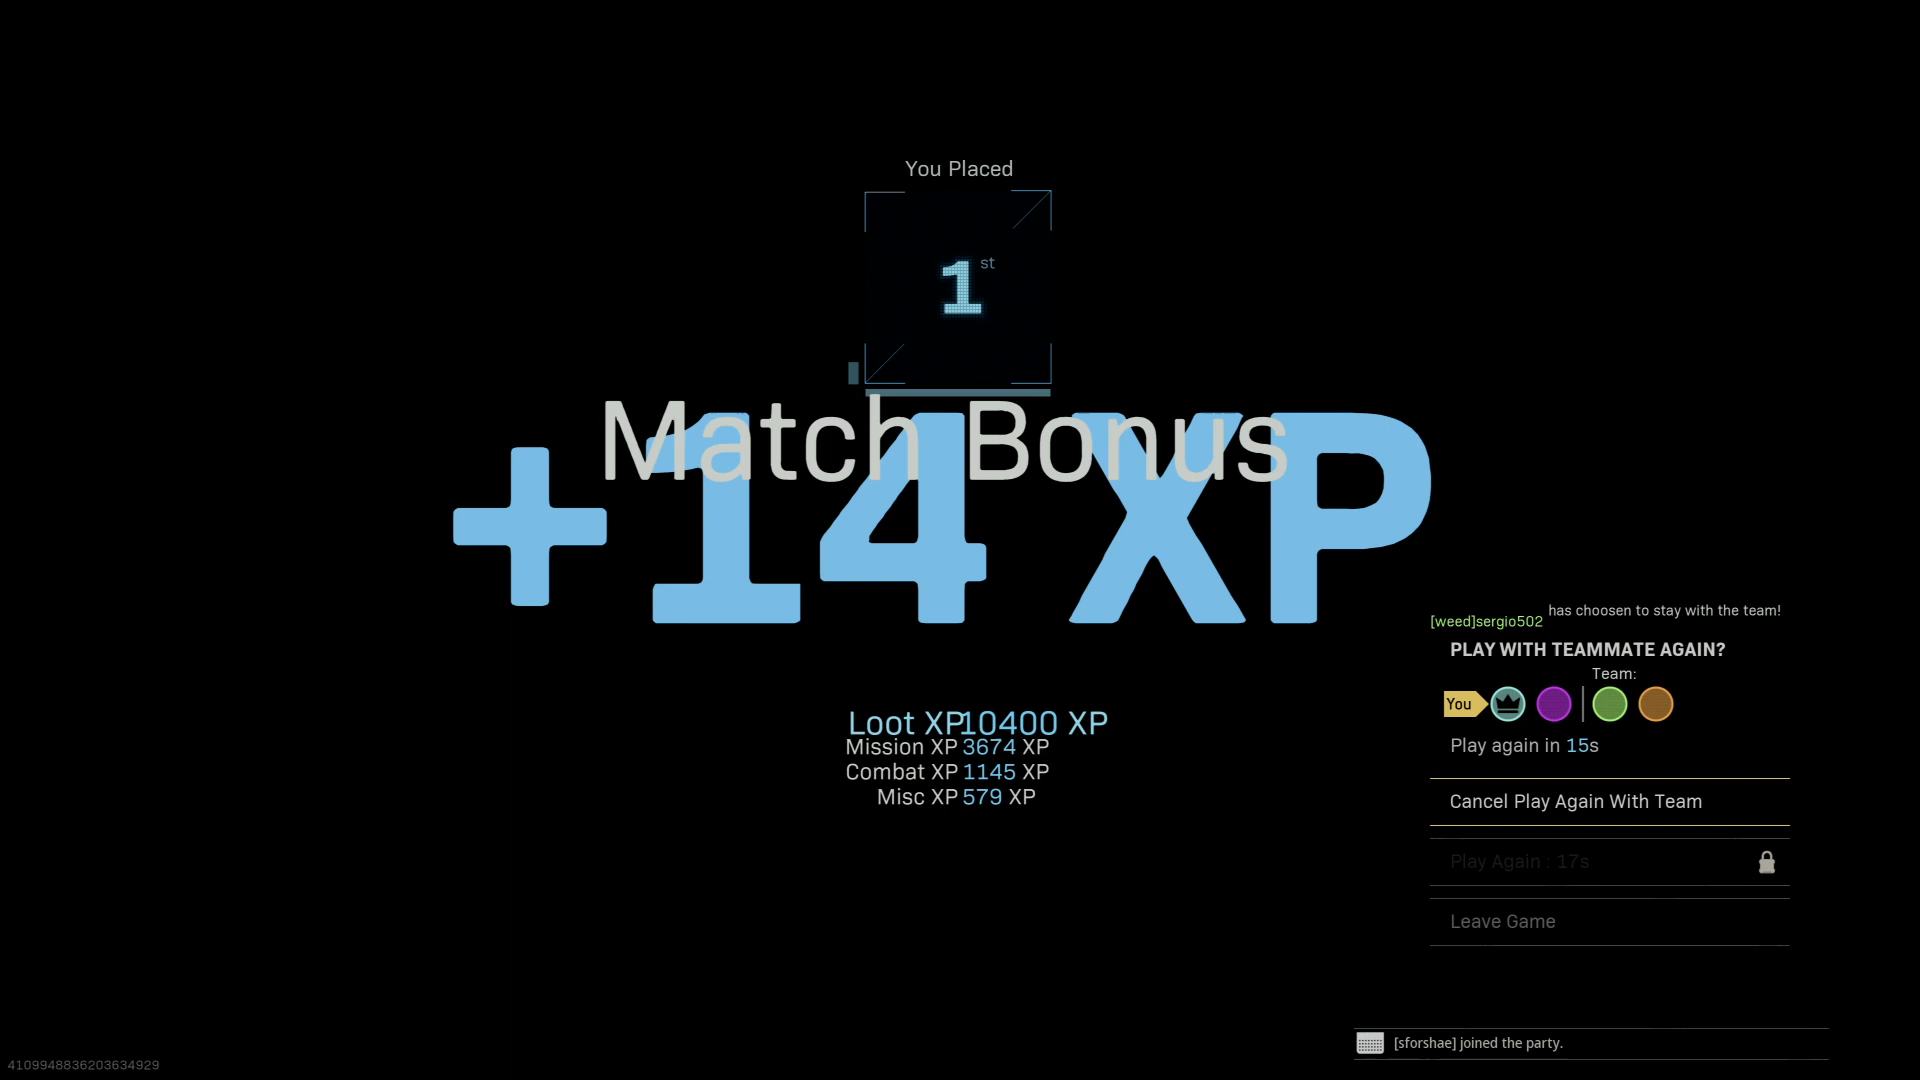 You Placed
1st
Match Bonus
+14 XP
Loot XP 10400 XP
Mission XP 3674 XP
Combat XP 1145 XP
Misc XP 579 XP
[weed]sergio502 has choosen to stay with the team!
PLAY WITH TEAMMATE AGAIN?
Team:
You
Play again in 15s
Cancel Play Again With Team
Play Again : 17s
Leave Game
[sforshae] joined the party.
4109948836203634929